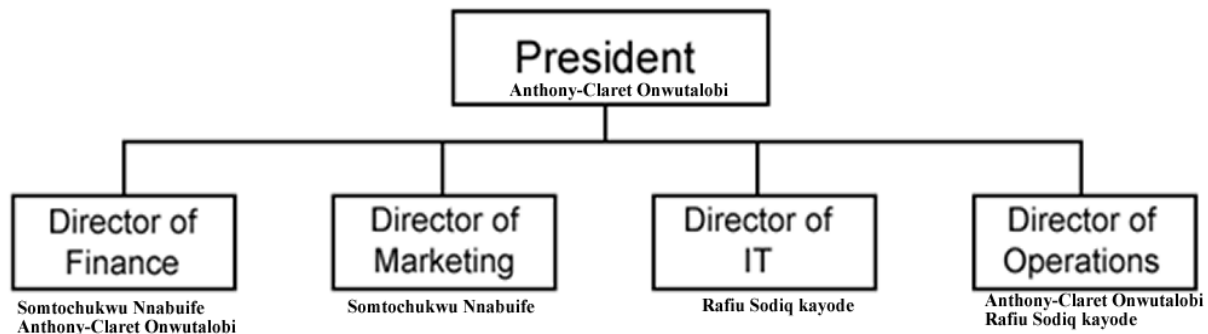 President
Anthony-Claret Onwutalobi
Director of
Finance
Somtochukwu Nnabuife
Anthony-Claret Onwutalobi
Director of
Marketing
Somtochukwu Nnabuife
Director of
IT
Rafiu Sodiq kayode
Director of
Operations
Anthony-Claret Onwutalobi
Rafiu Sodiq kayode